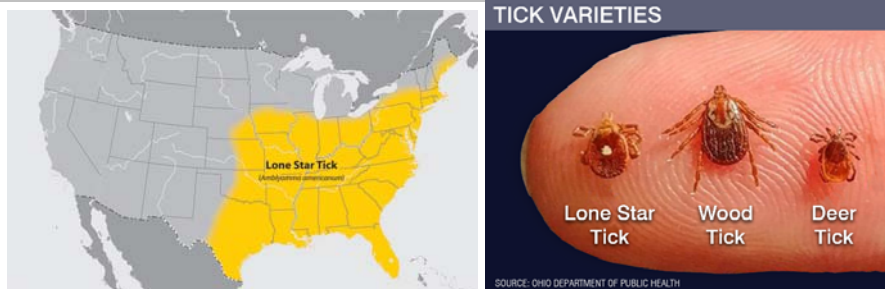 Lone Star Tick
(Amblyomma americanum)
TICK VARIETIES
Lone Star
Tick
Wood
Tick
Deer
Tick
SOURCE: OHIO DEPARTMENT OF PUBLIC HEALTH